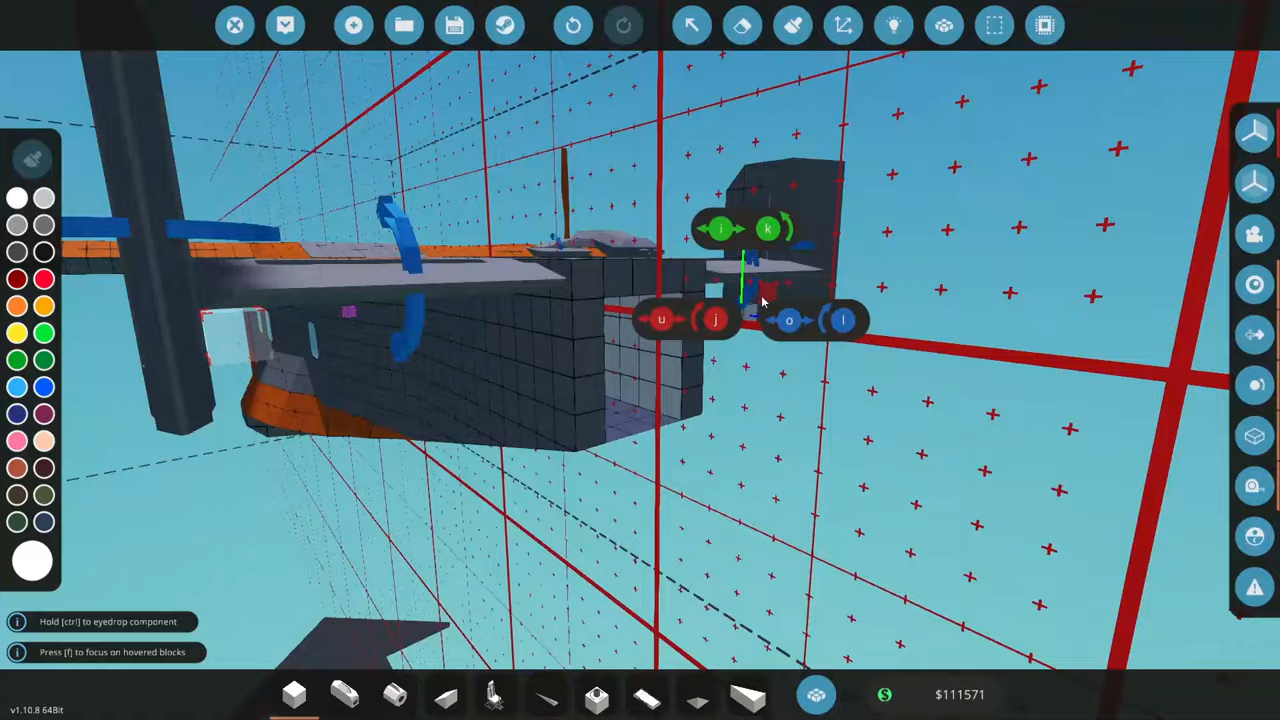 i k
u j o l
Hold [ctrl] to eyedrop component
Press [f] to focus on hovered blocks
$111571
v1.10.8 64Bit